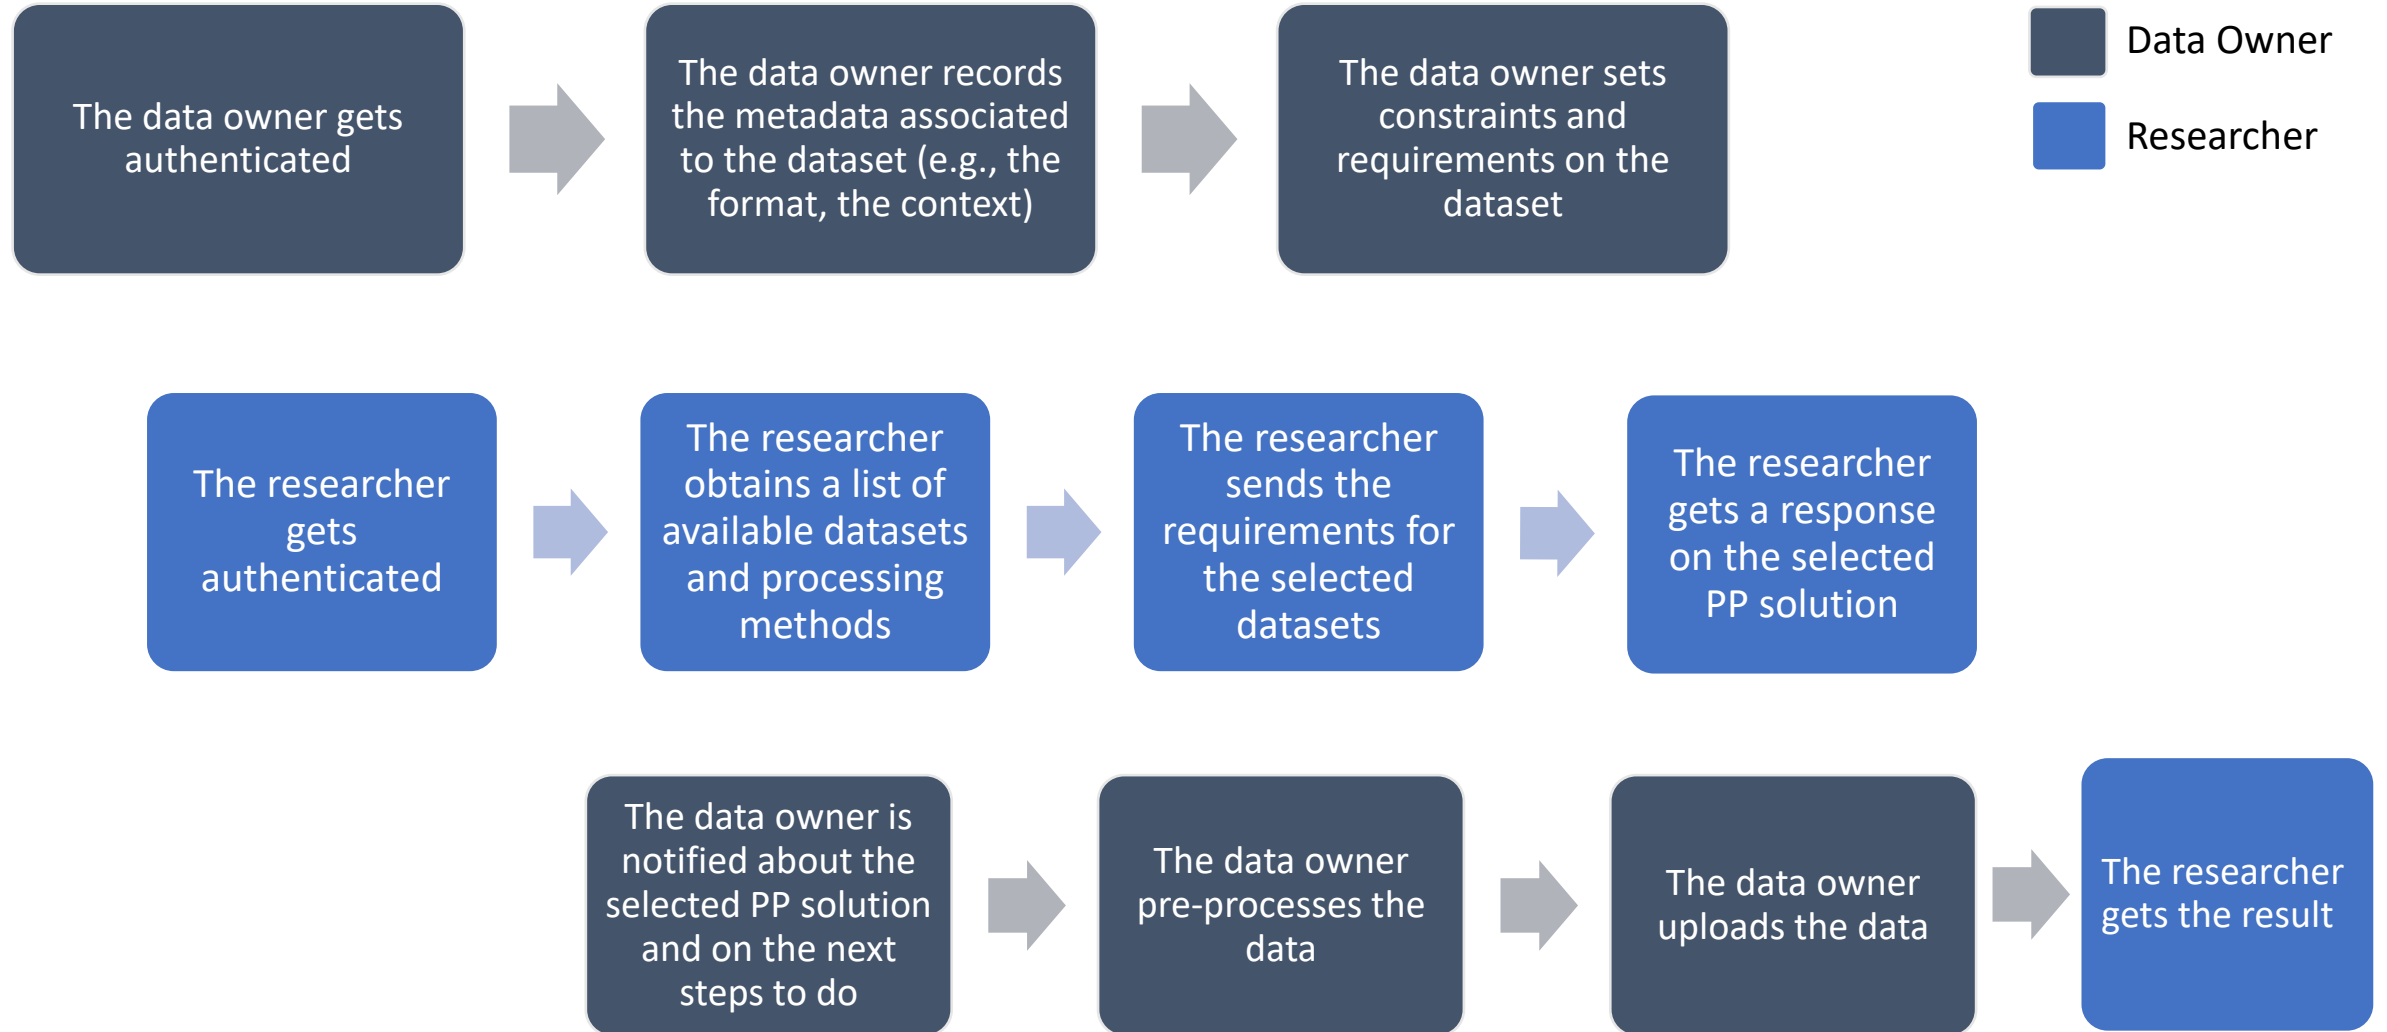 The data owner gets
authenticated
The data owner records
the metadata associated
to the dataset (e.g., the
format, the context)
The data owner sets
constraints and
requirements on the
dataset
Data Owner
Researcher
The researcher
gets
authenticated
The researcher
obtains a list of
available datasets
and processing
methods
The researcher
sends the
requirements for
the selected
datasets
The researcher
gets a response
on the selected
PP solution
The data owner is
notified about the
selected PP solution
and on the next
steps to do
The data owner
pre-processes the
data
The data owner
uploads the data
The researcher
gets the result